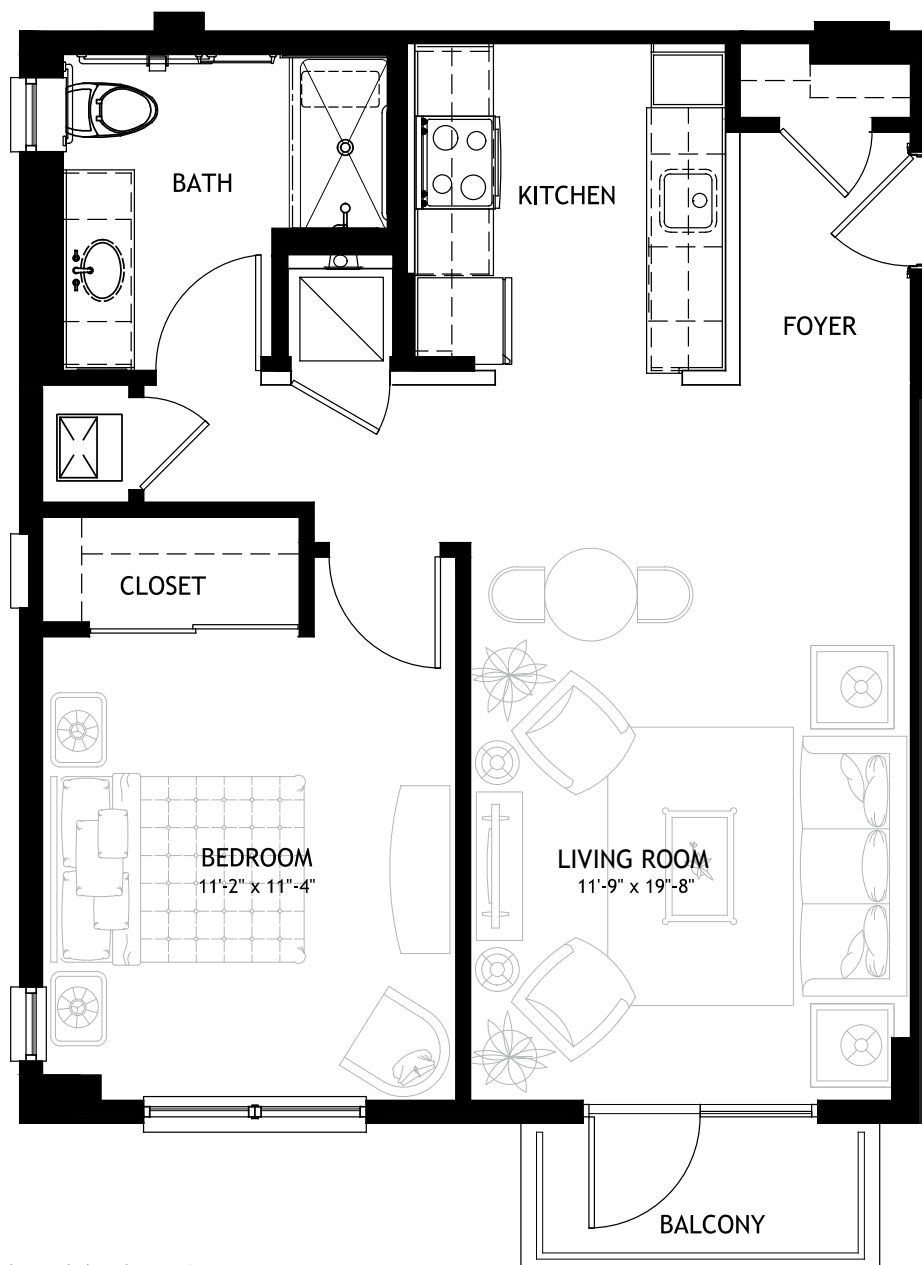 BATH
KITCHEN
FOYER
CLOSET
BEDROOM
11'-2" x 11"-4"
LIVING ROOM
11'-9" x 19"-8"
BALCONY